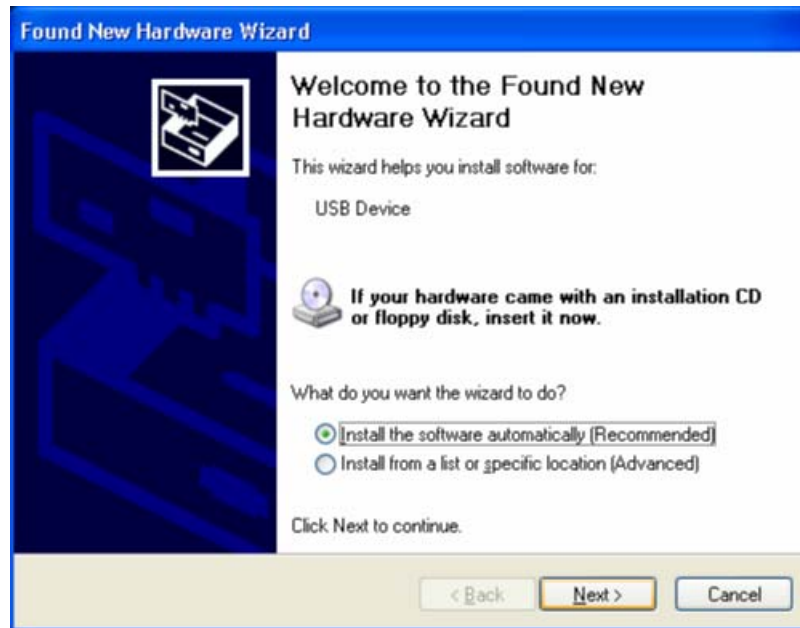 Found New Hardware Wizard
Welcome to the Found New
Hardware Wizard
This wizard helps you install software for:
USB Device
If your hardware came with an installation CD
or floppy disk, insert it now.
What do you want the wizard to do?
Install the software automatically (Recommended)
Install from a list or specific location (Advanced)
Click Next to continue.
< Back Next > Cancel